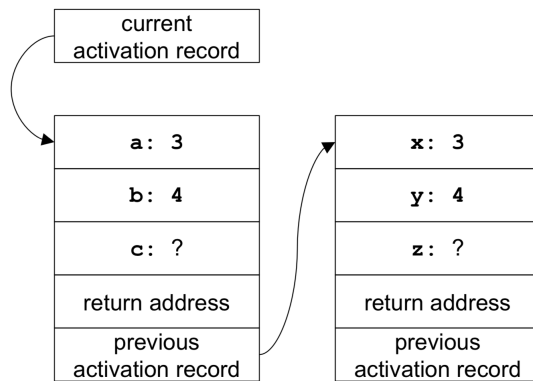 current
activation record
a: 3
b: 4
c: ?
return address
previous
activation record
x: 3
y: 4
z: ?
return address
previous
activation record